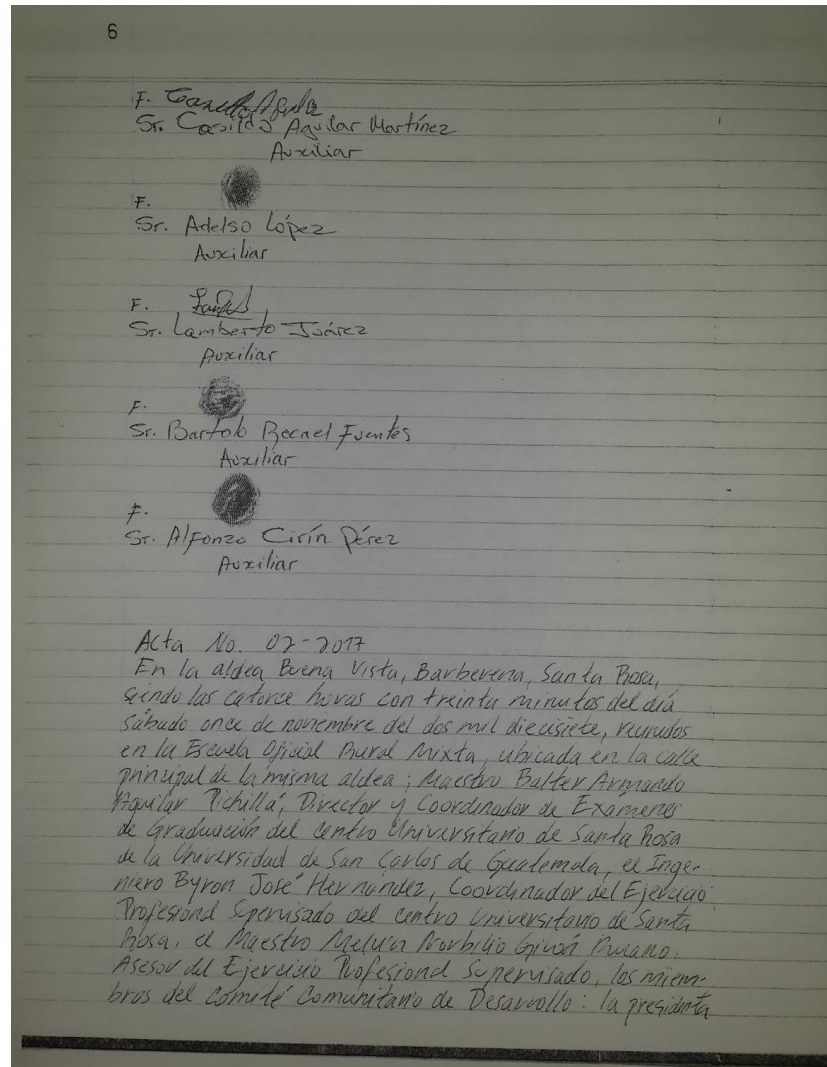 6
F.
Sr. Casildo Aguilar Martínez
Auxiliar
F.
Sr. Adelso López
Auxiliar
F.
Sr. Lamberto Juárez
Auxiliar
F.
Sr. Bartolo Fuentes
Auxiliar
F.
Sr. Alfonzo Cirín Pérez
Auxiliar
Acta No. 02-2017
En la aldea Buena Vista, Barberena, Santa Rosa,
siendo las catorce horas con treinta minutos del día
sábado once de noviembre del dos mil diecisiete, reunidos
en la Escuela Oficial Rural Mixta, ubicada en la calle
principal de la misma aldea; Maestro Balter Armando
Aguilar Pichillá, Director y Coordinador de Examenes
de Graduación del Centro Universitario de Santa Rosa
de la Universidad de San Carlos de Guatemala, el Inge-
niero Byron José Hernández, Coordinador del Ejercicio
Profesional Supervisado del centro Universitario de Santa
Rosa, el Maestro Girón
Asesor del Ejercicio Profesional Supervisado, los miem-
bros del Comité Comunitario de Desarrollo: la presidenta